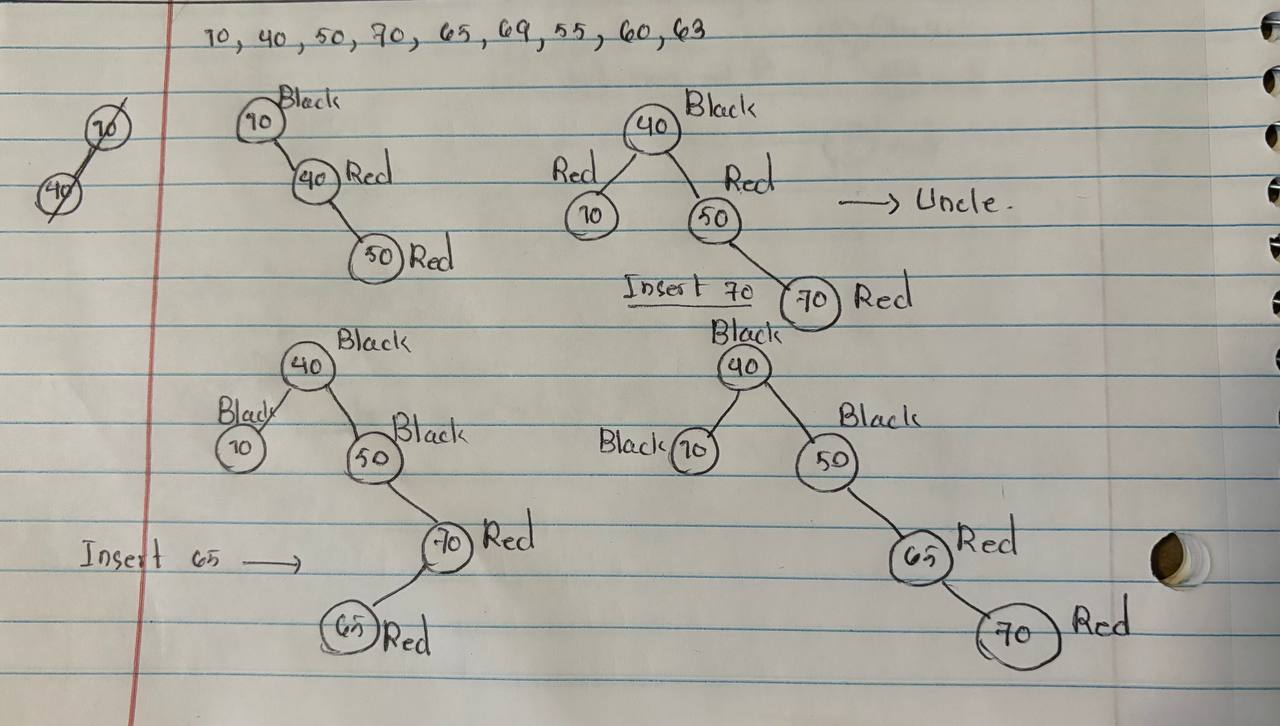 10, 40, 50, 70, 65, 69, 55, 60, 63
10
40
10 Black
40 Red
50 Red
40 Black
Red Red
10 50 → Uncle.
Insert 70 70 Red
40 Black
Black Black
10 50
70 Red
Insert 65 →
65 Red
Black
40
Black
Black 10 50
65 Red
70 Red